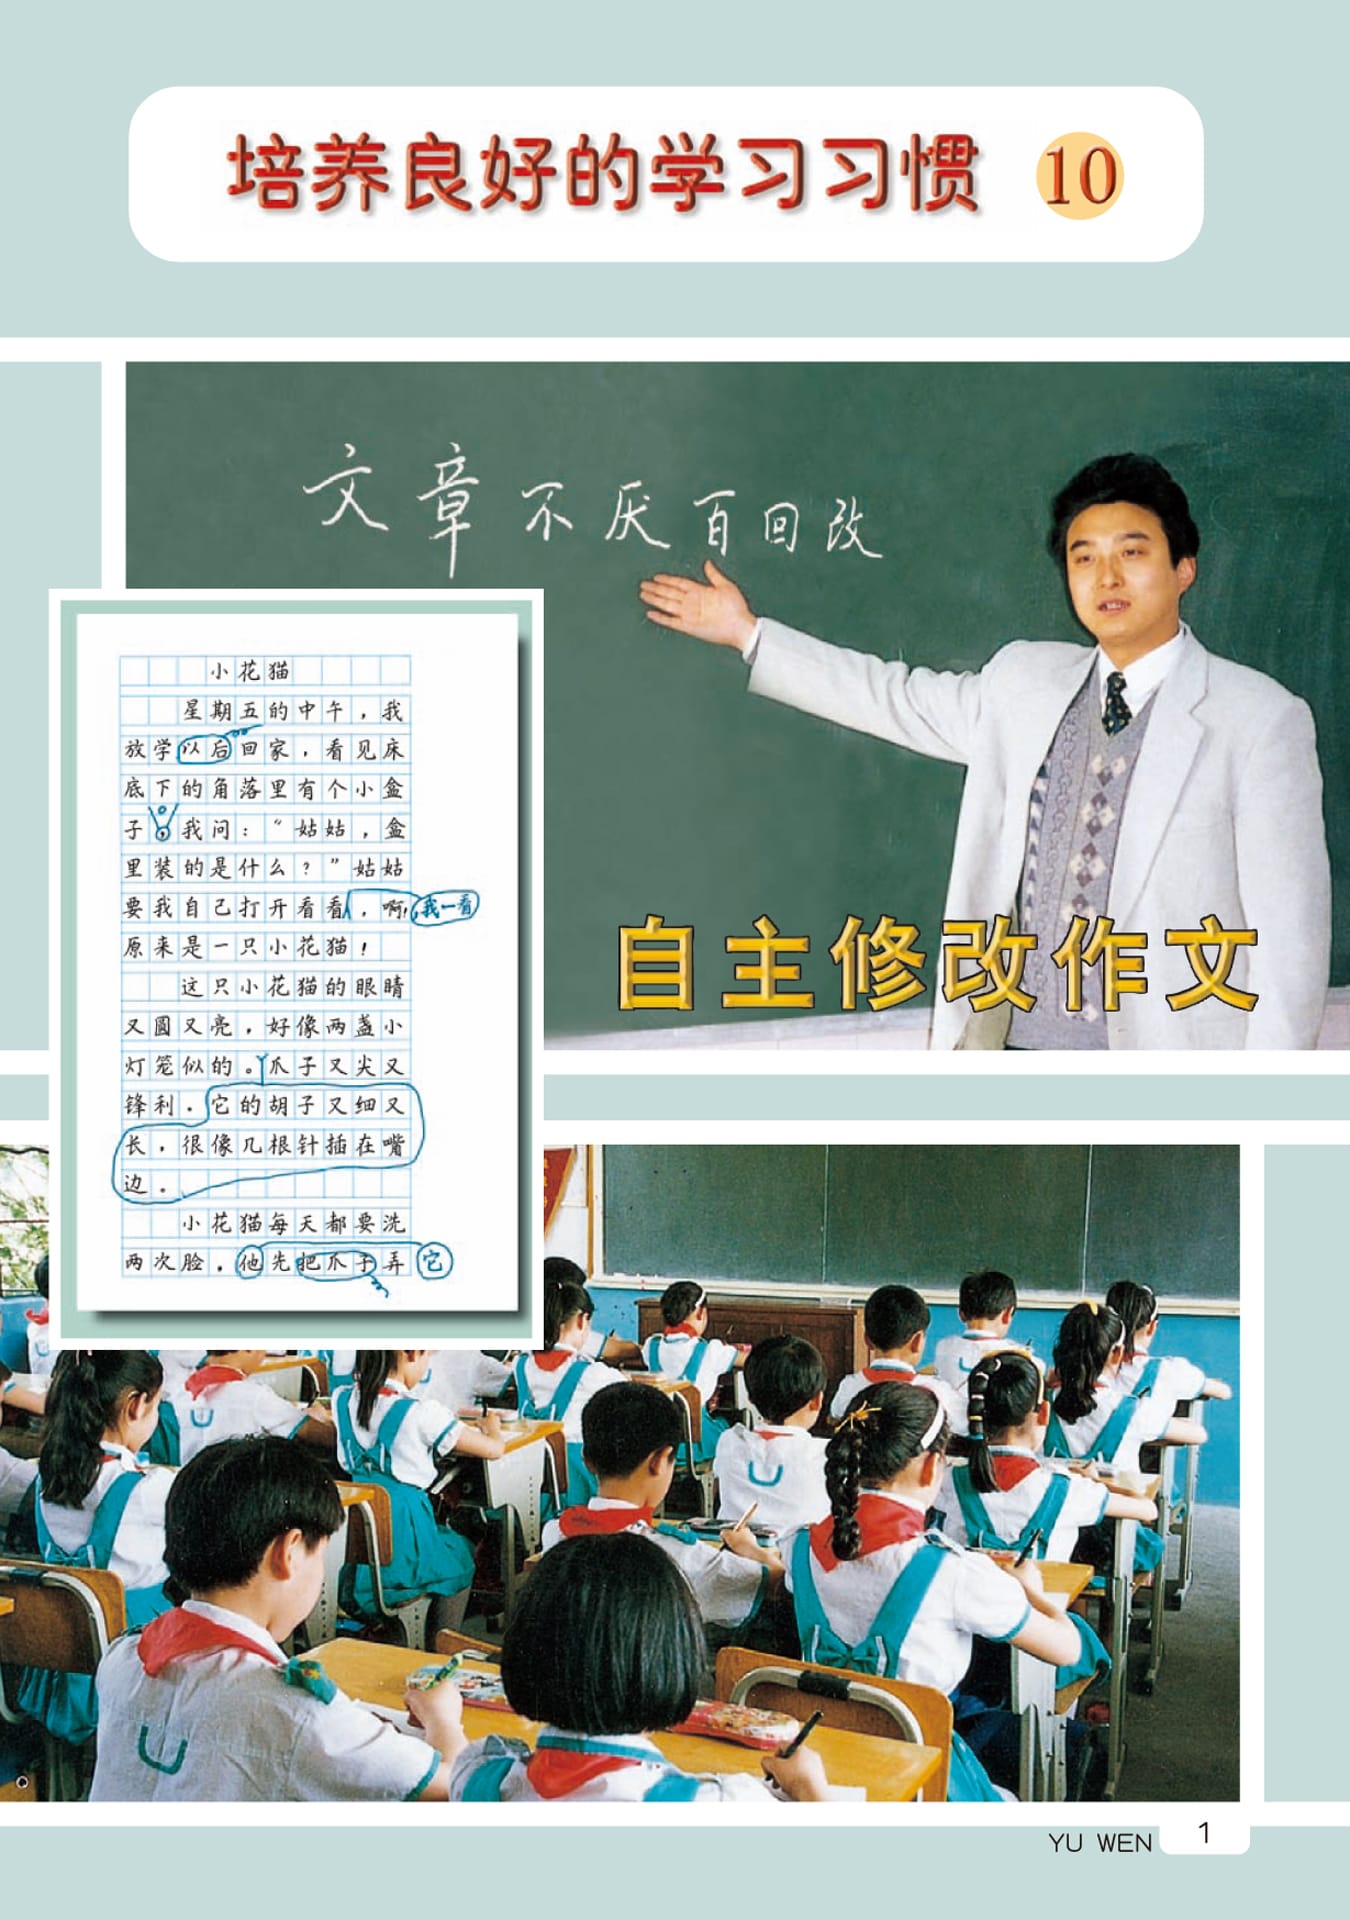 培养良好的学习习惯 10
文章不厌百回改
自主修改作文
小花猫
星期五的中午，我
放学以后回家，看见床
底下的角落里有个小盒
子，我问：“姑姑，盒
里装的是什么？”姑姑
要我自己打开看看，啊！我一看
原来是一只小花猫！
这只小花猫的眼睛
又圆又亮，好像两盏小
灯笼似的。爪子又尖又
锋利．它的胡子又细又
长，很像几根针插在嘴
边．
小花猫每天都要洗
两次脸．他先把爪子弄 它
YU WEN 1